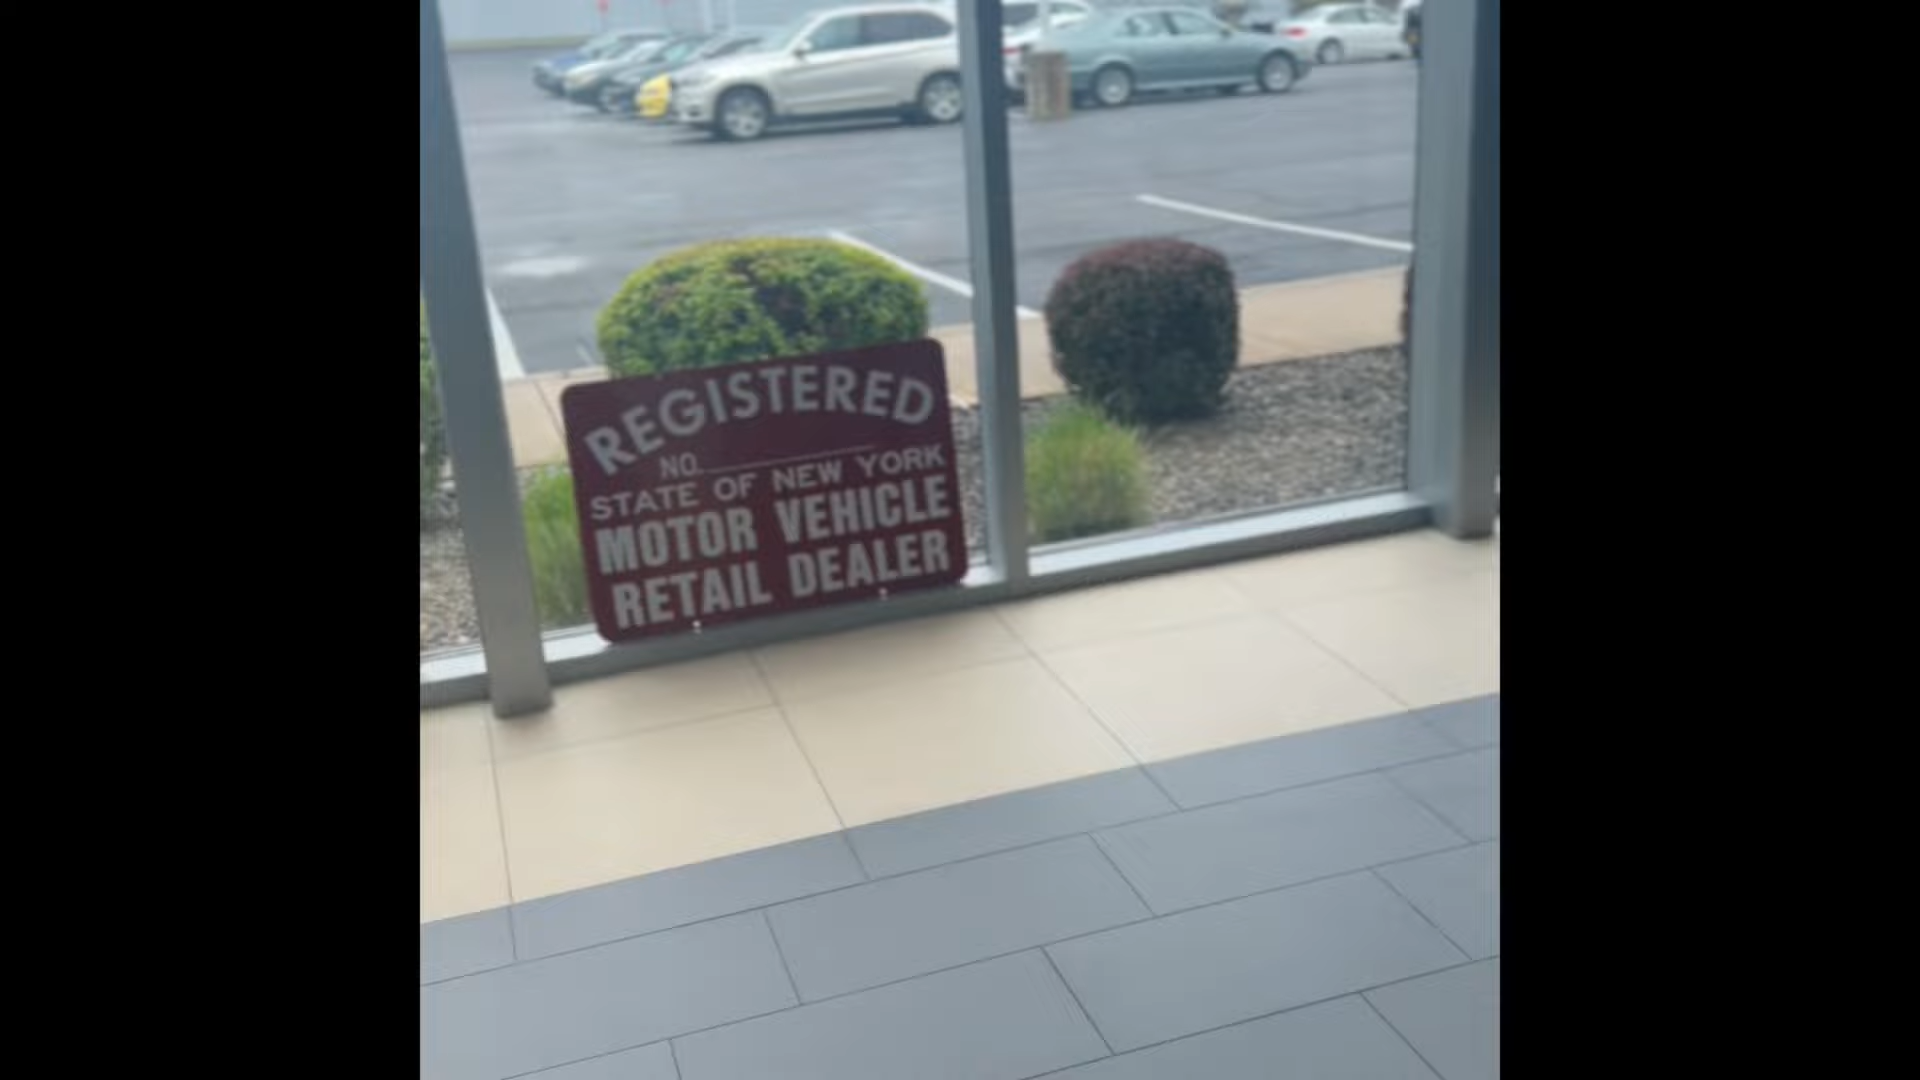 REGISTERED
NO.
STATE OF NEW YORK
MOTOR VEHICLE
RETAIL DEALER